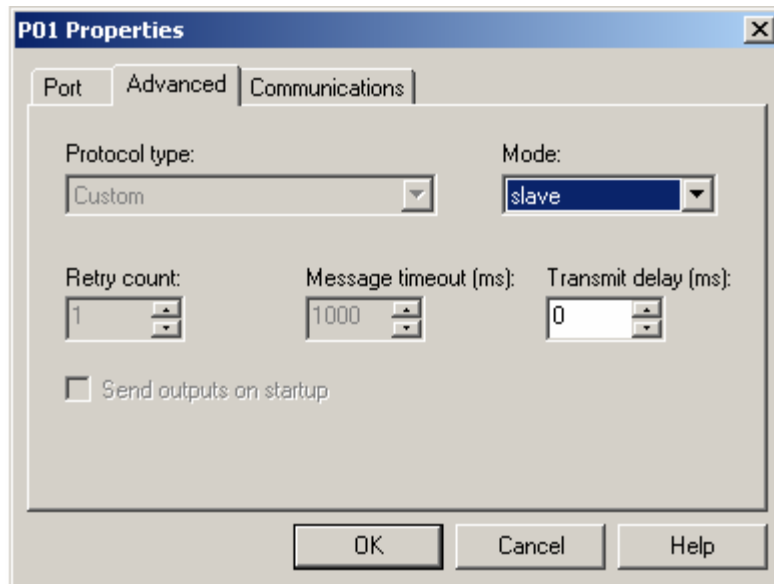 P01 Properties
Port Advanced Communications
Protocol type: Mode:
Custom slave
Retry count: Message timeout (ms): Transmit delay (ms):
1 1000 0
Send outputs on startup
OK Cancel Help